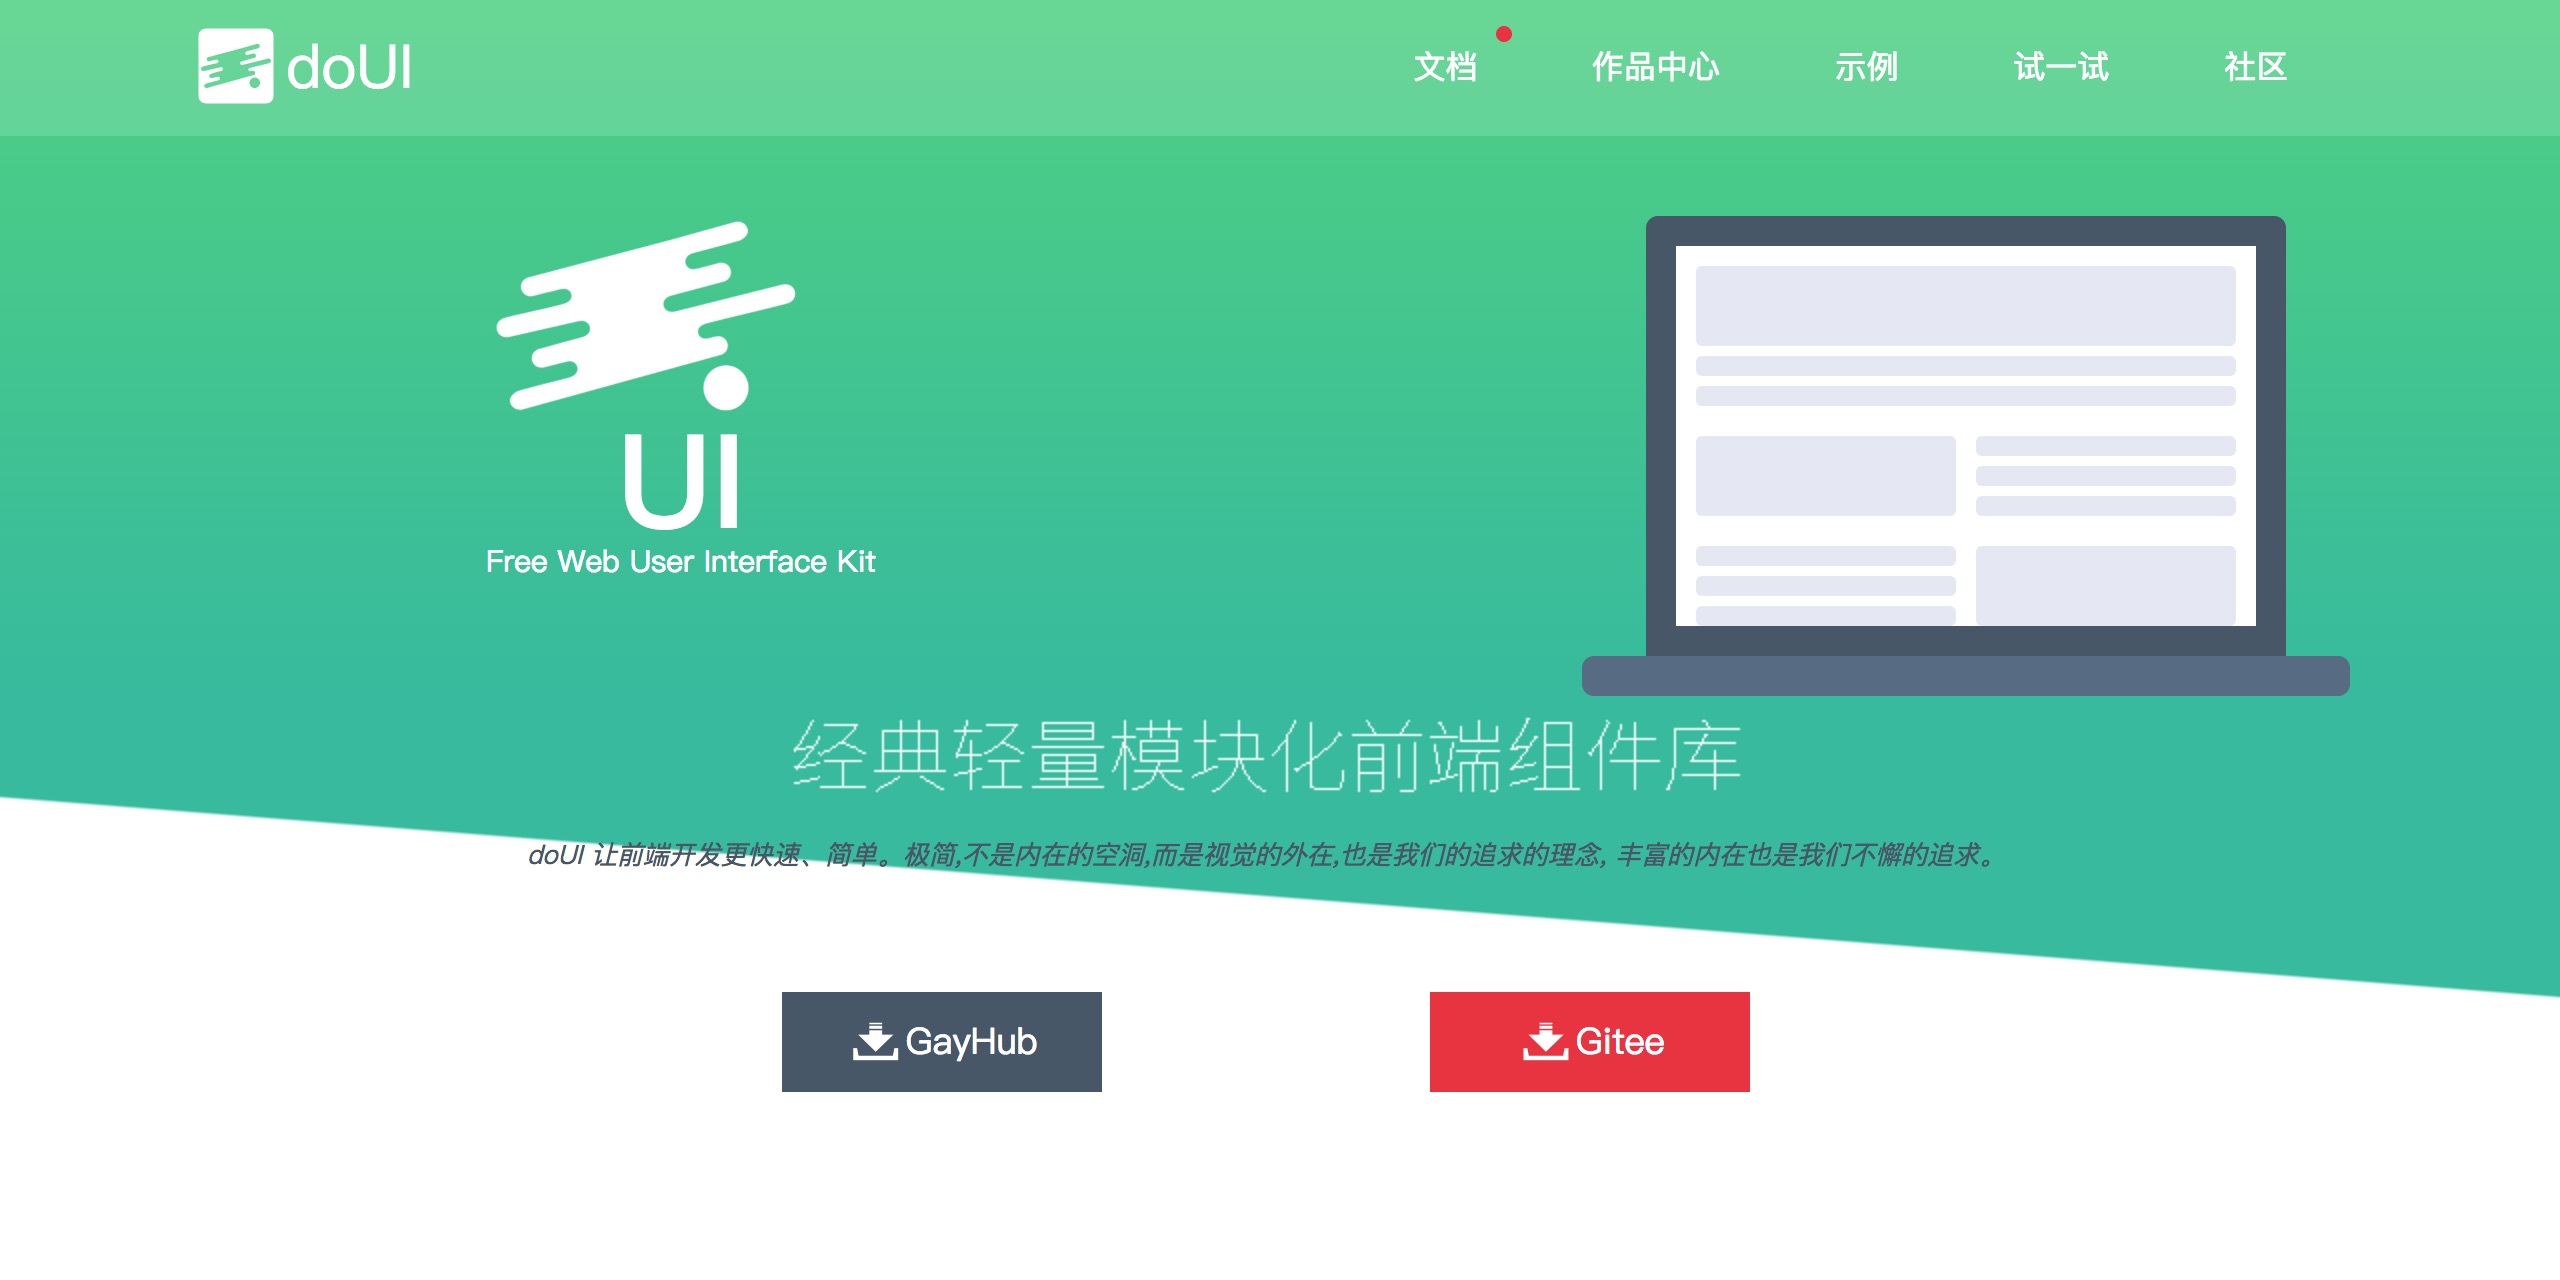 doUI
文档
作品中心
示例
试一试
社区
UI
Free Web User Interface Kit
经典轻量模块化前端组件库
doUI 让前端开发更快速、简单。极简,不是内在的空洞,而是视觉的外在,也是我们的追求的理念, 丰富的内在也是我们不懈的追求。
GayHub
Gitee